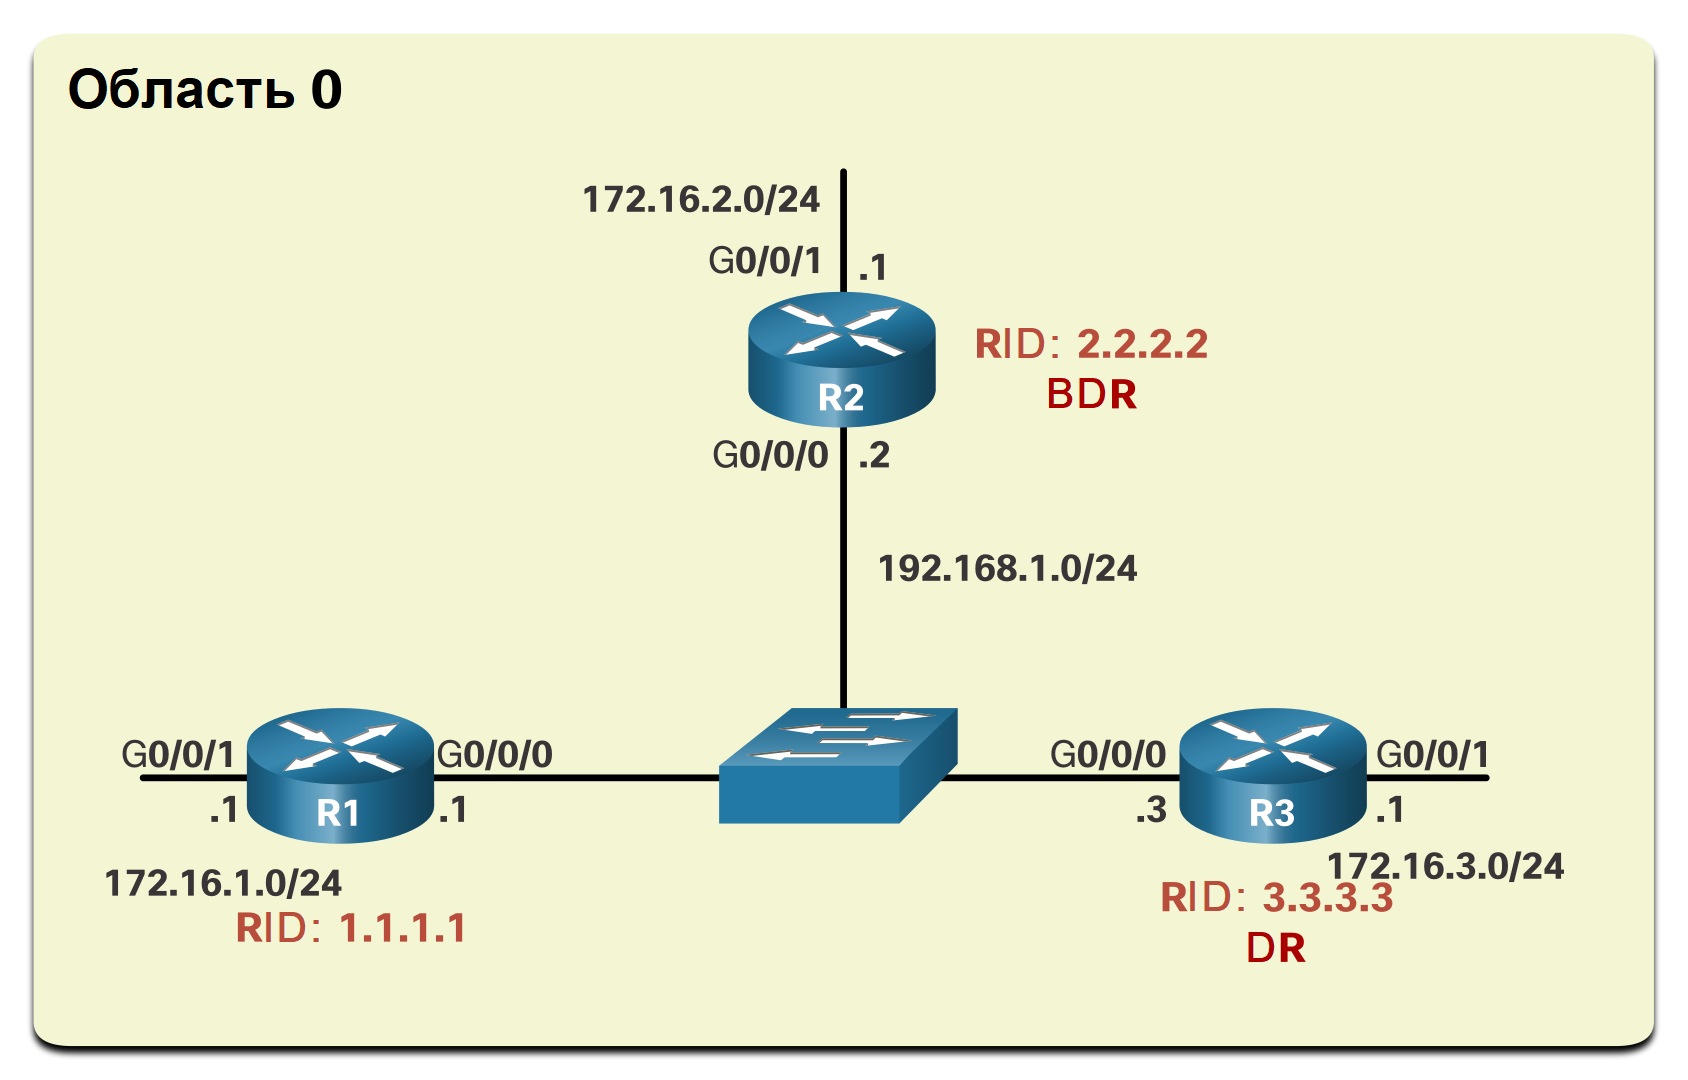 Область 0
172.16.2.0/24
G0/0/1
.1
R2
RID: 2.2.2.2
BDR
G0/0/0
.2
192.168.1.0/24
G0/0/1
G0/0/0
.1
R1
.1
172.16.1.0/24
RID: 1.1.1.1
G0/0/0
G0/0/1
.3
R3
.1
172.16.3.0/24
RID: 3.3.3.3
DR